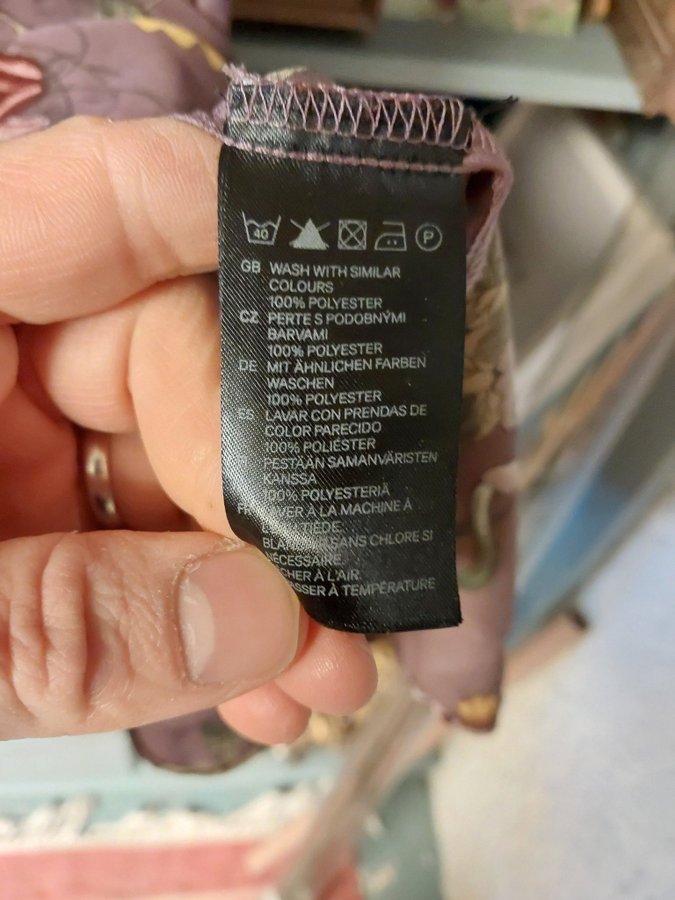 40 P
GB WASH WITH SIMILAR
COLOURS
100% POLYESTER
CZ PERTE S PODOBNÝMI
BARVAMI
100% POLYESTER
DE MIT ÄHNLICHEN FARBEN
WASCHEN
100% POLYESTER
ES LAVAR CON PRENDAS DE
COLOR PARECIDO
100% POLIÉSTER
PESTÄÄN SAMANVÄRISTEN
KANSSA
100% POLYESTERIÄ
À LA MACHINE À
TIÈDE.
SANS CHLORE SI
NÉCESSAIRE.
À L'AIR.
À TEMPÉRATURE